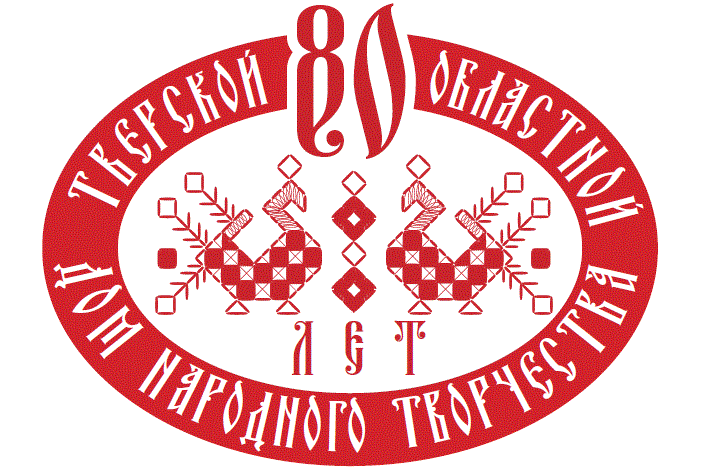 ТВЕРСКОЙ ОБЛАСТНОЙ
80
ЛЕТ
ДОМ НАРОДНОГО ТВОРЧЕСТВА